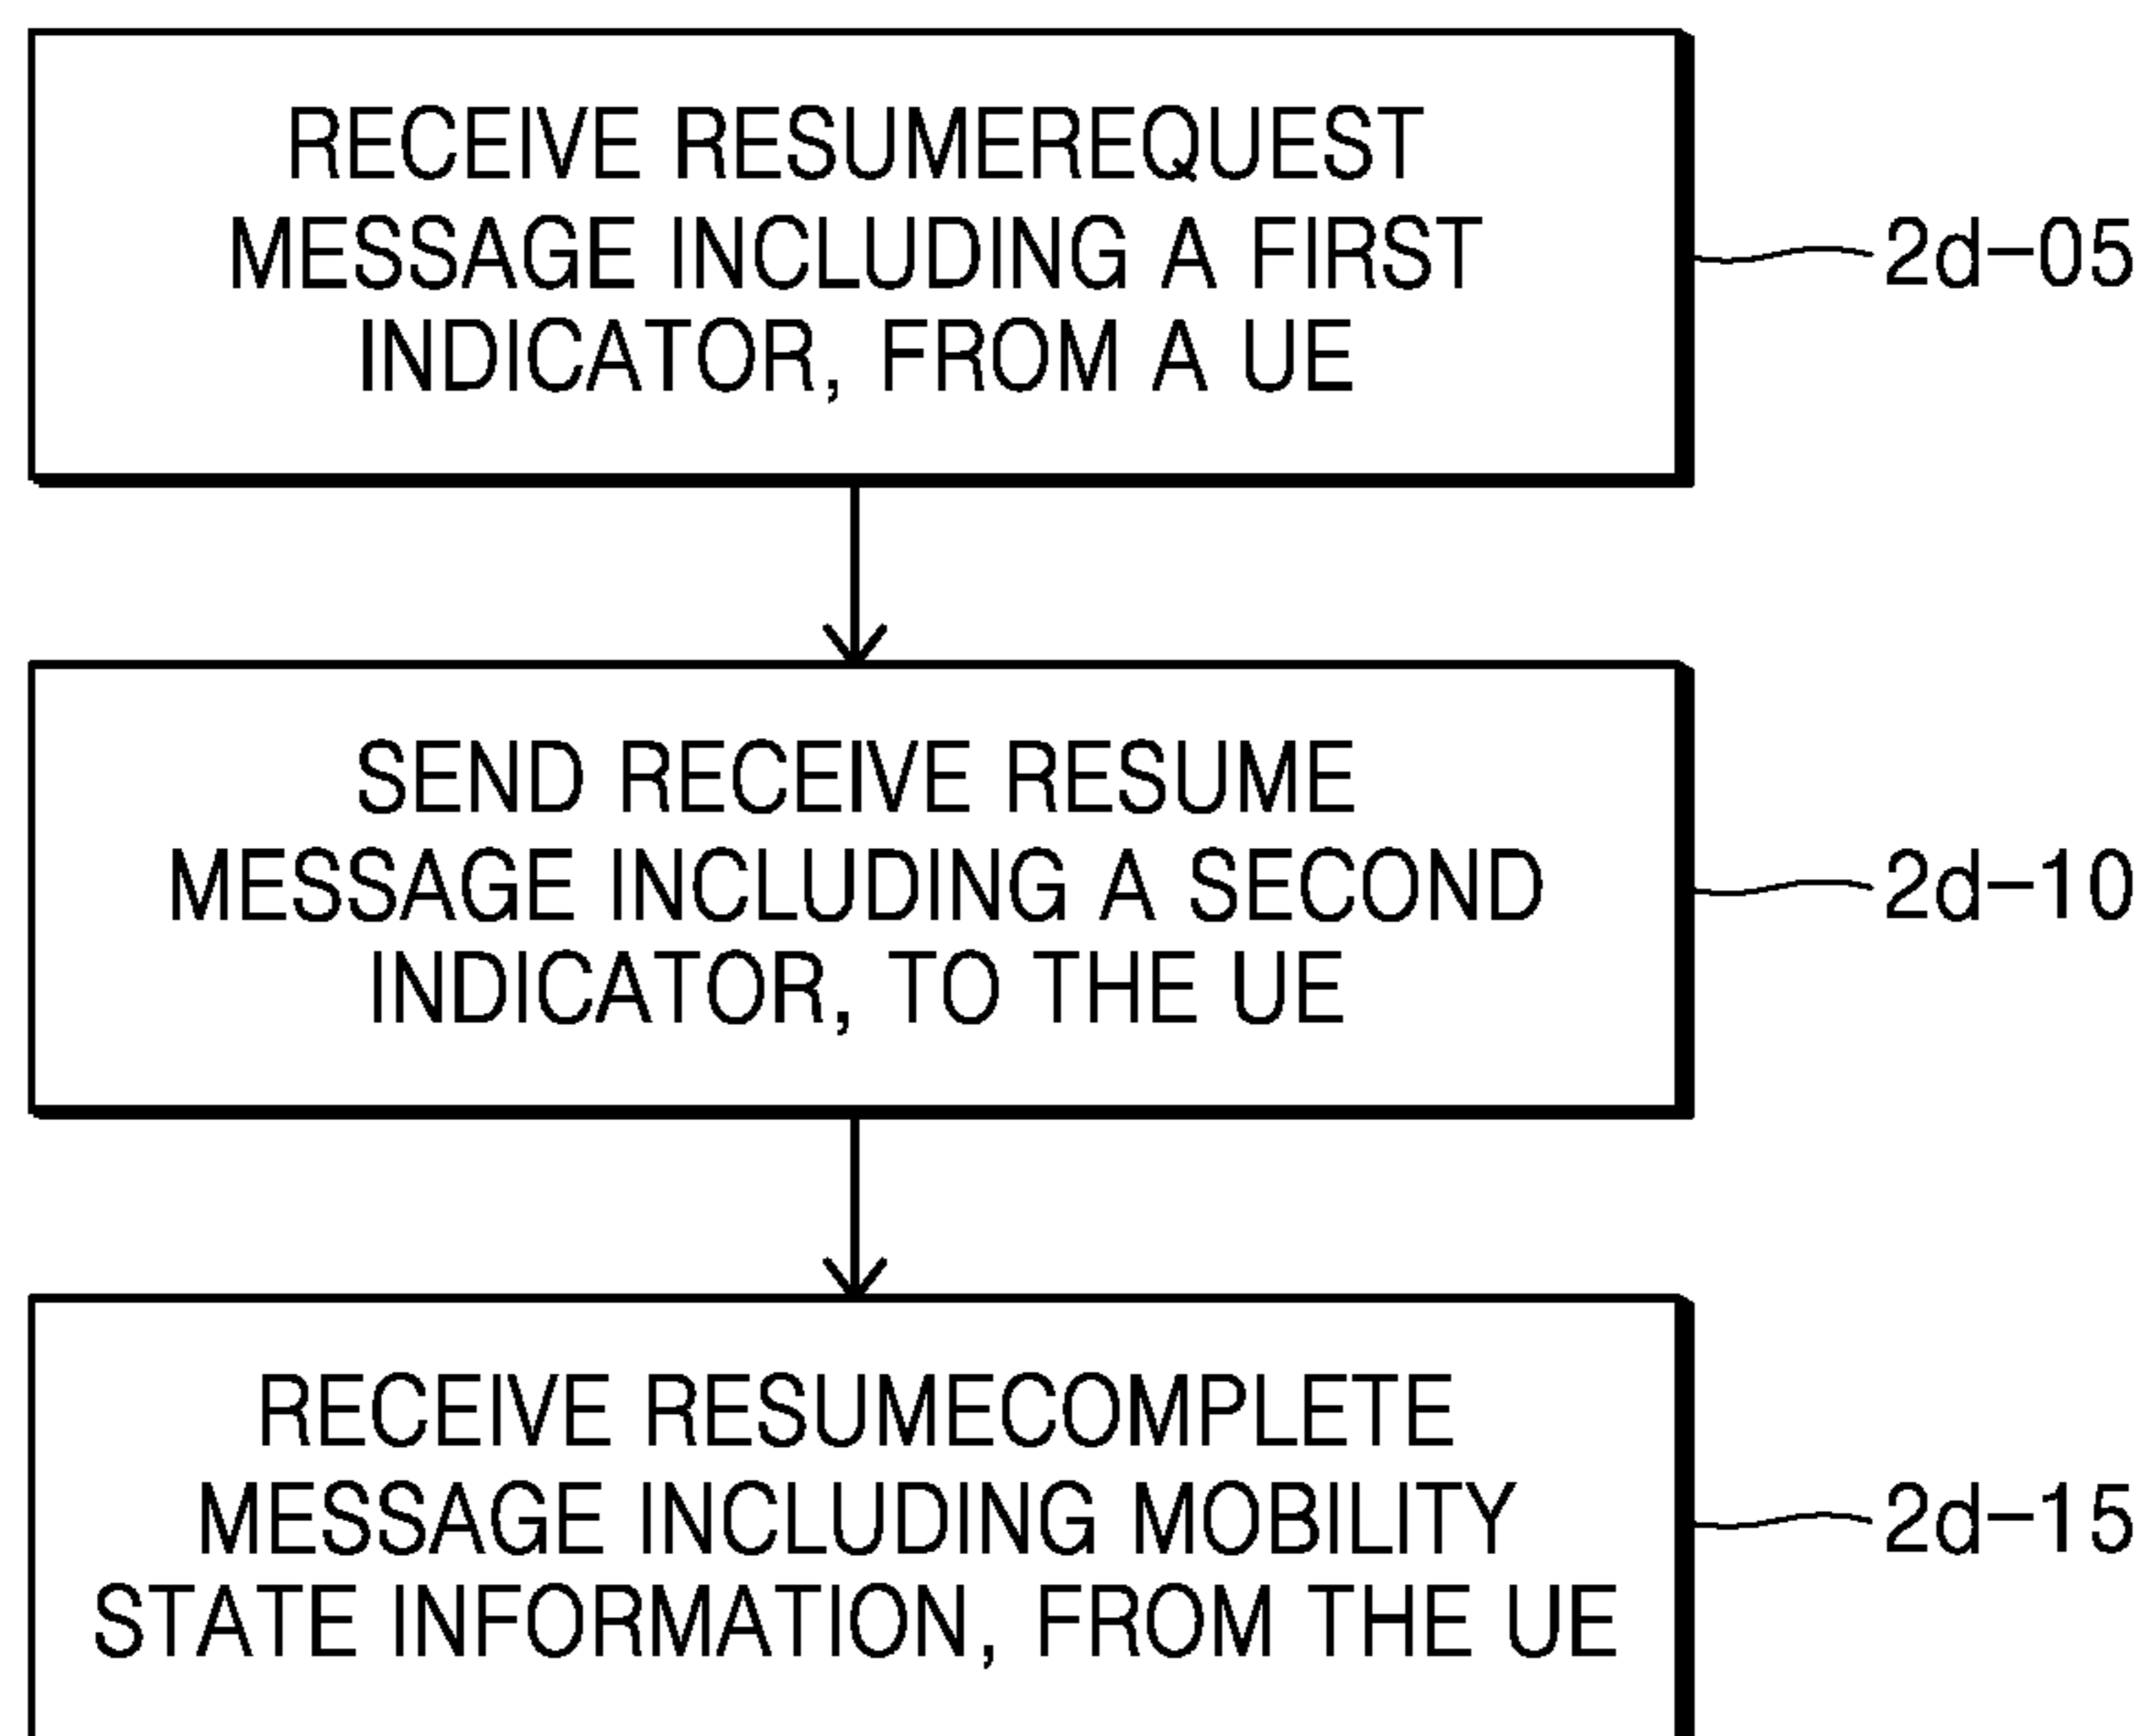 RECEIVE RESUMEREQUEST
MESSAGE INCLUDING A FIRST
INDICATOR, FROM A UE
2d-05
SEND RECEIVE RESUME
MESSAGE INCLUDING A SECOND
INDICATOR, TO THE UE
2d-10
RECEIVE RESUMECOMPLETE
MESSAGE INCLUDING MOBILITY
STATE INFORMATION, FROM THE UE
2d-15